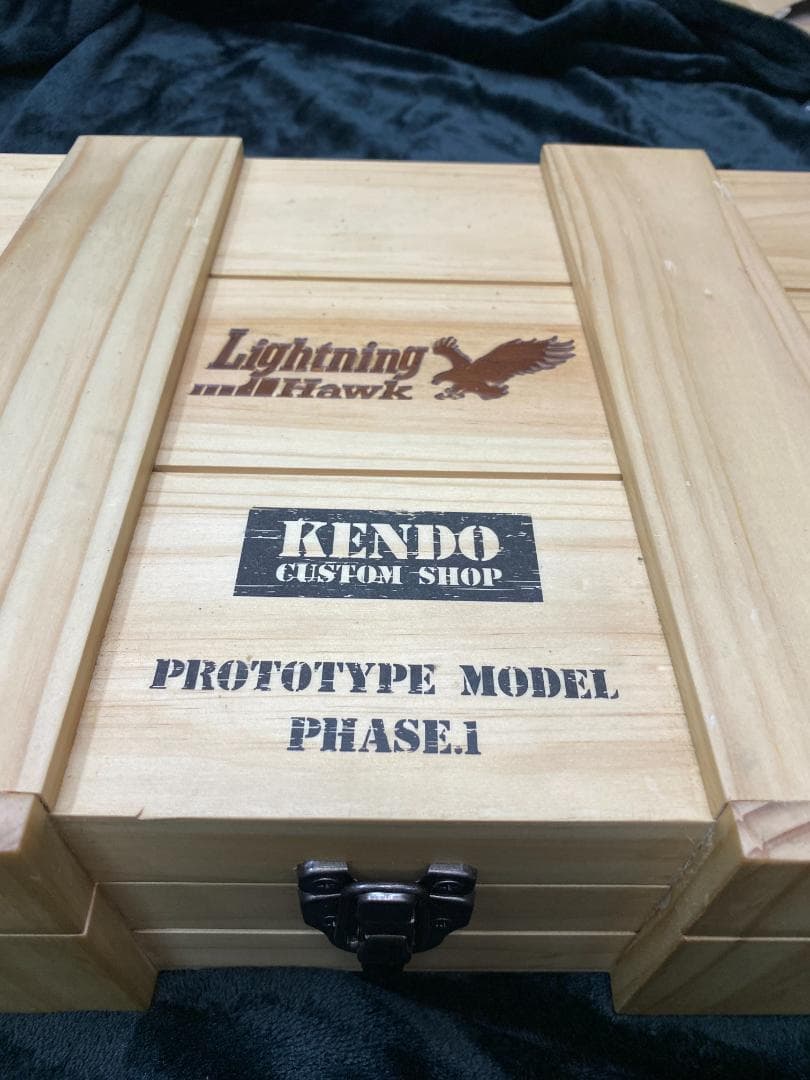 Lightning
Hawk
KENDO
CUSTOM SHOP
PROTOTYPE MODEL
PHASE.1